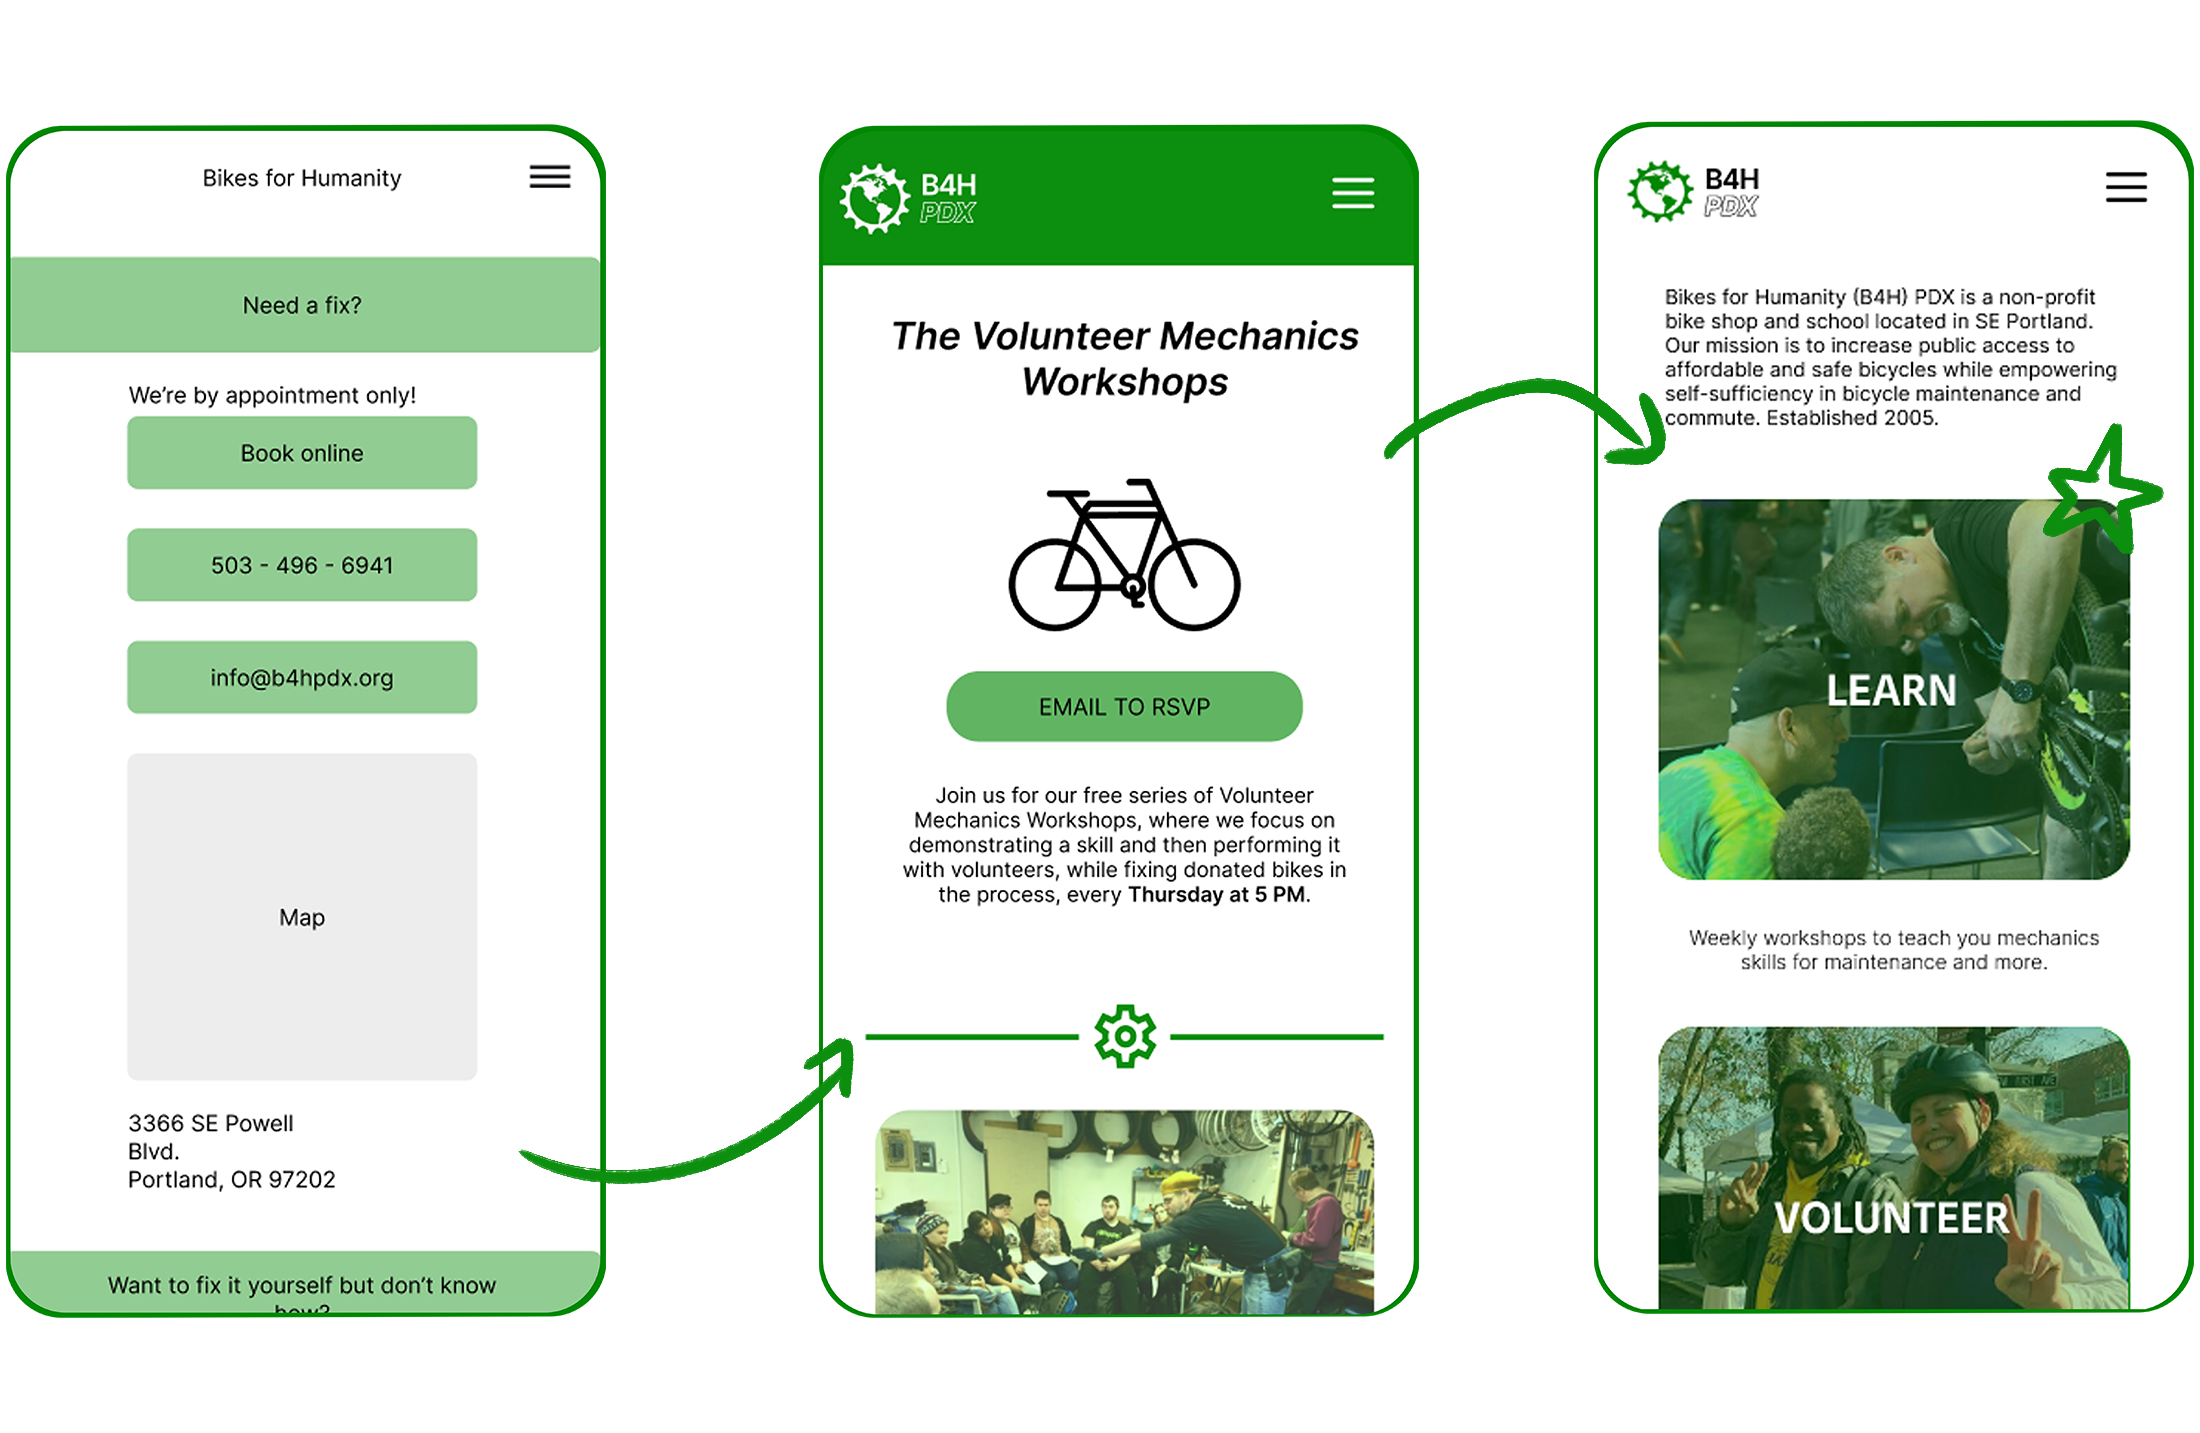 Bikes for Humanity
Need a fix?
We're by appointment only!
Book online
503 - 496 - 6941
info@b4hpdx.org
Map
3366 SE Powell
Blvd.
Portland, OR 97202
Want to fix it yourself but don't know
how?
B4H
PDX
The Volunteer Mechanics
Workshops
EMAIL TO RSVP
Join us for our free series of Volunteer
Mechanics Workshops, where we focus on
demonstrating a skill and then performing it
with volunteers, while fixing donated bikes in
the process, every Thursday at 5 PM.
B4H
PDX
Bikes for Humanity (B4H) PDX is a non-profit
bike shop and school located in SE Portland.
Our mission is to increase public access to
affordable and safe bicycles while empowering
self-sufficiency in bicycle maintenance and
commute. Established 2005.
LEARN
Weekly workshops to teach you mechanics
skills for maintenance and more.
FIRST AVE
VOLUNTEER